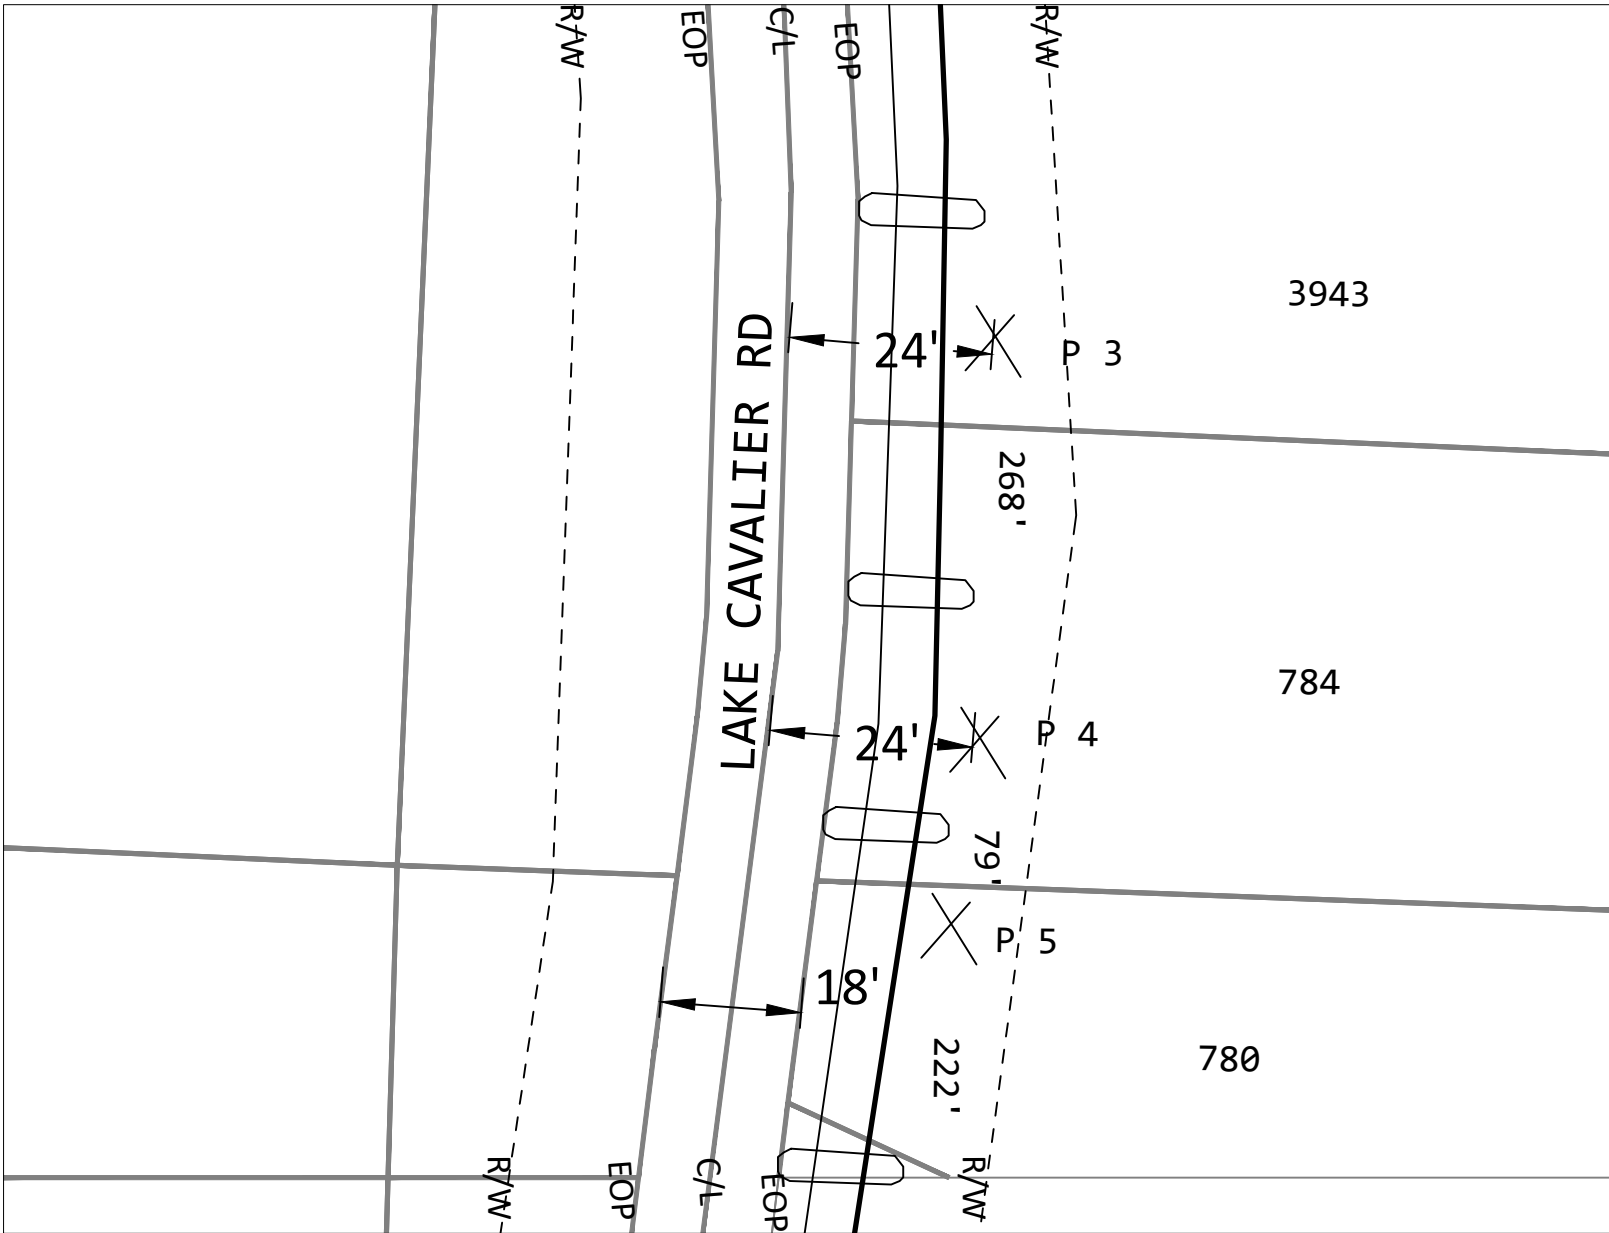 R/W
EOP
C/L
EOP
R/W
3943
24'
P 3
LAKE CAVALIER RD
268'
784
24'
P 4
79'
P 5
18'
222'
780
R/W
EOP
C/L
EOP
R/W